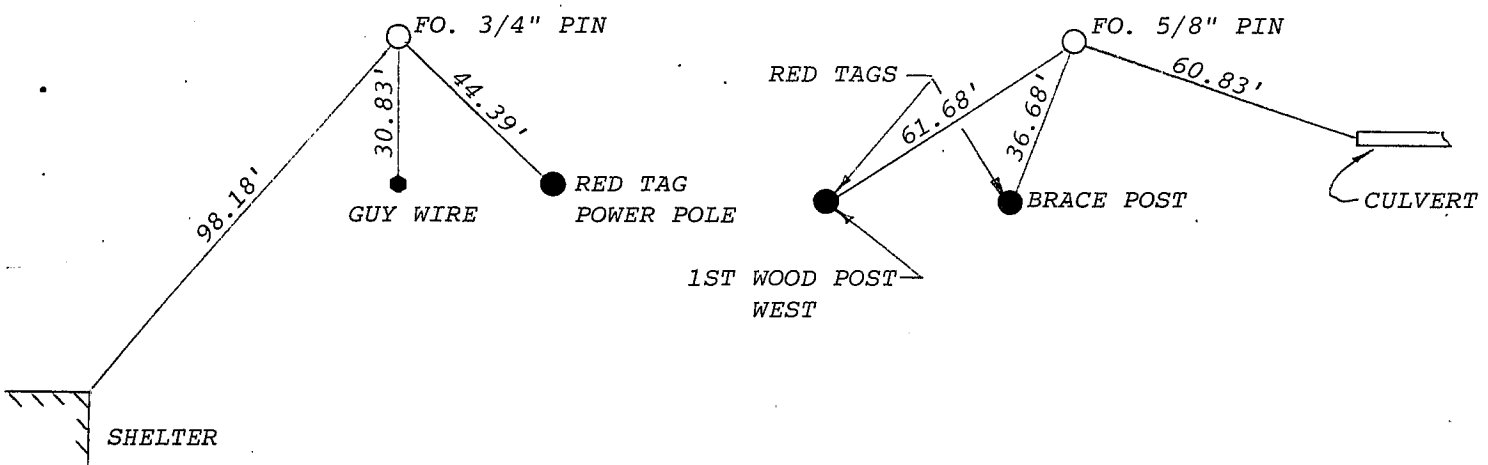 FO. 3/4" PIN
98.18'
30.83'
44.39'
GUY WIRE
RED TAG
POWER POLE
SHELTER
FO. 5/8" PIN
RED TAGS
61.68'
36.68'
60.83'
BRACE POST
CULVERT
1ST WOOD POST
WEST